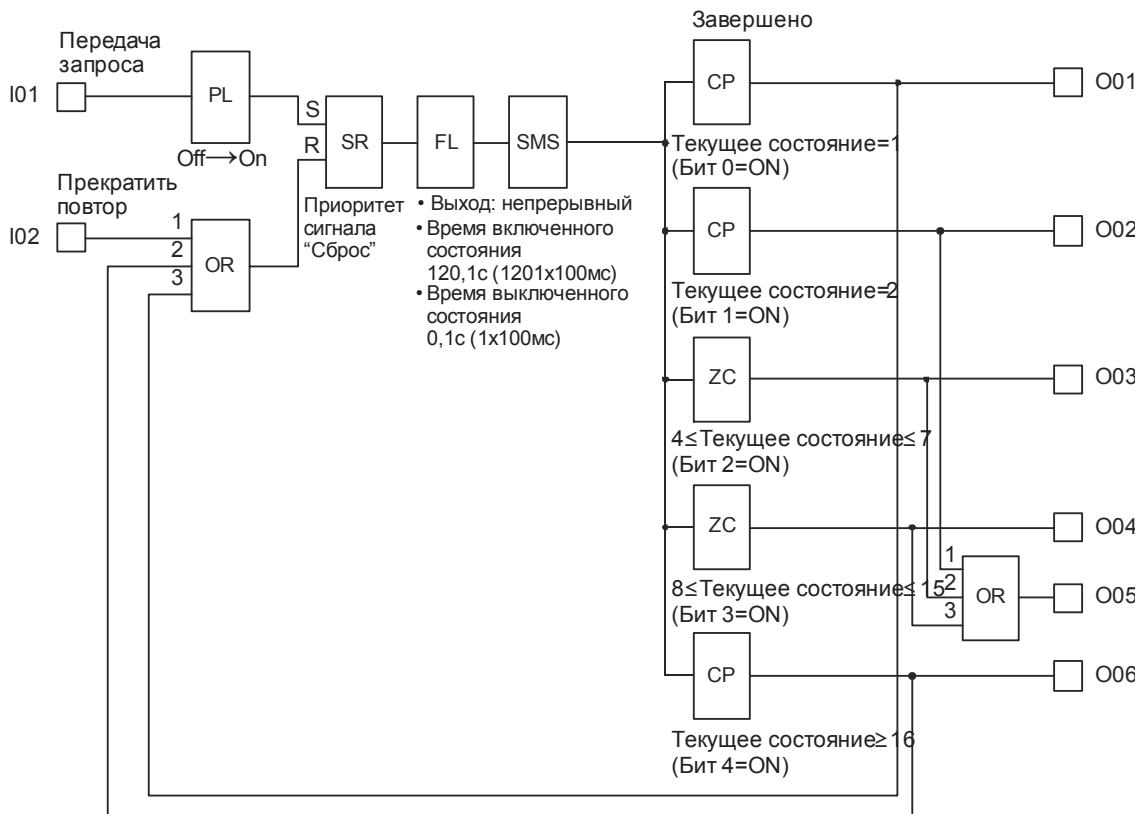 Завершено
Передача
запроса
I01
PL
Off→On
S
R
SR
FL
SMS
CP
O01
Текущее состояние=1
(Бит 0=ON)
Прекратить
повтор
I02
1
2
3
OR
Приоритет
сигнала
“Сброс”
• Выход: непрерывный
• Время включенного
состояния
120,1с (1201x100мс)
• Время выключенного
состояния
0,1с (1x100мс)
CP
O02
Текущее состояние=2
(Бит 1=ON)
ZC
O03
4≤Текущее состояние≤ 7
(Бит 2=ON)
ZC
O04
8≤Текущее состояние≤ 15
(Бит 3=ON)
1
2
3
OR
O05
CP
O06
Текущее состояние≥16
(Бит 4=ON)